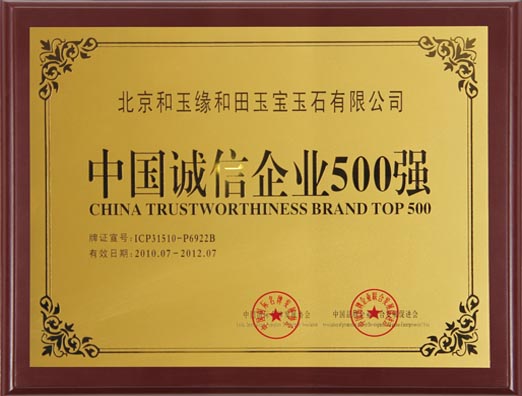 北京和玉缘和田玉宝玉石有限公司
中国诚信企业500强
CHINA TRUSTWORTHINESS BRAND TOP 500
牌证宣号:ICP31510-P6922B
有效日期:2010.07-2012.07